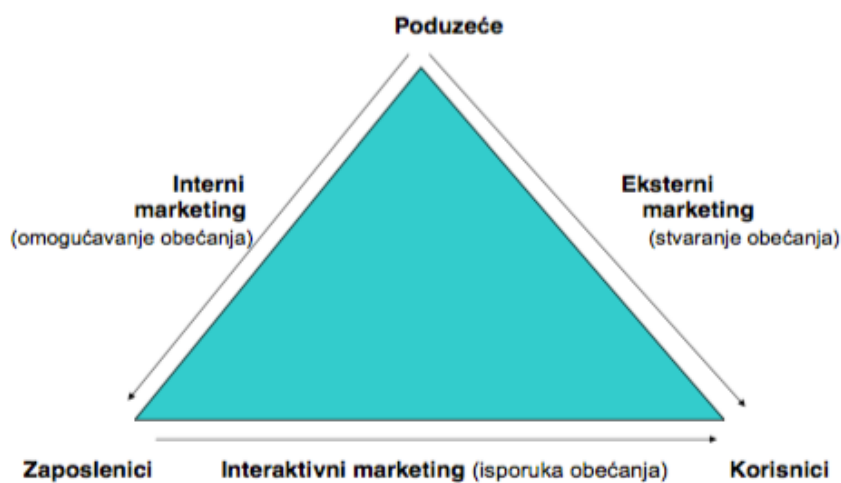 Poduzeće
Interni
marketing
(omogućavanje obećanja)
Eksterni
marketing
(stvaranje obećanja)
Zaposlenici
Interaktivni marketing (isporuka obećanja)
Korisnici